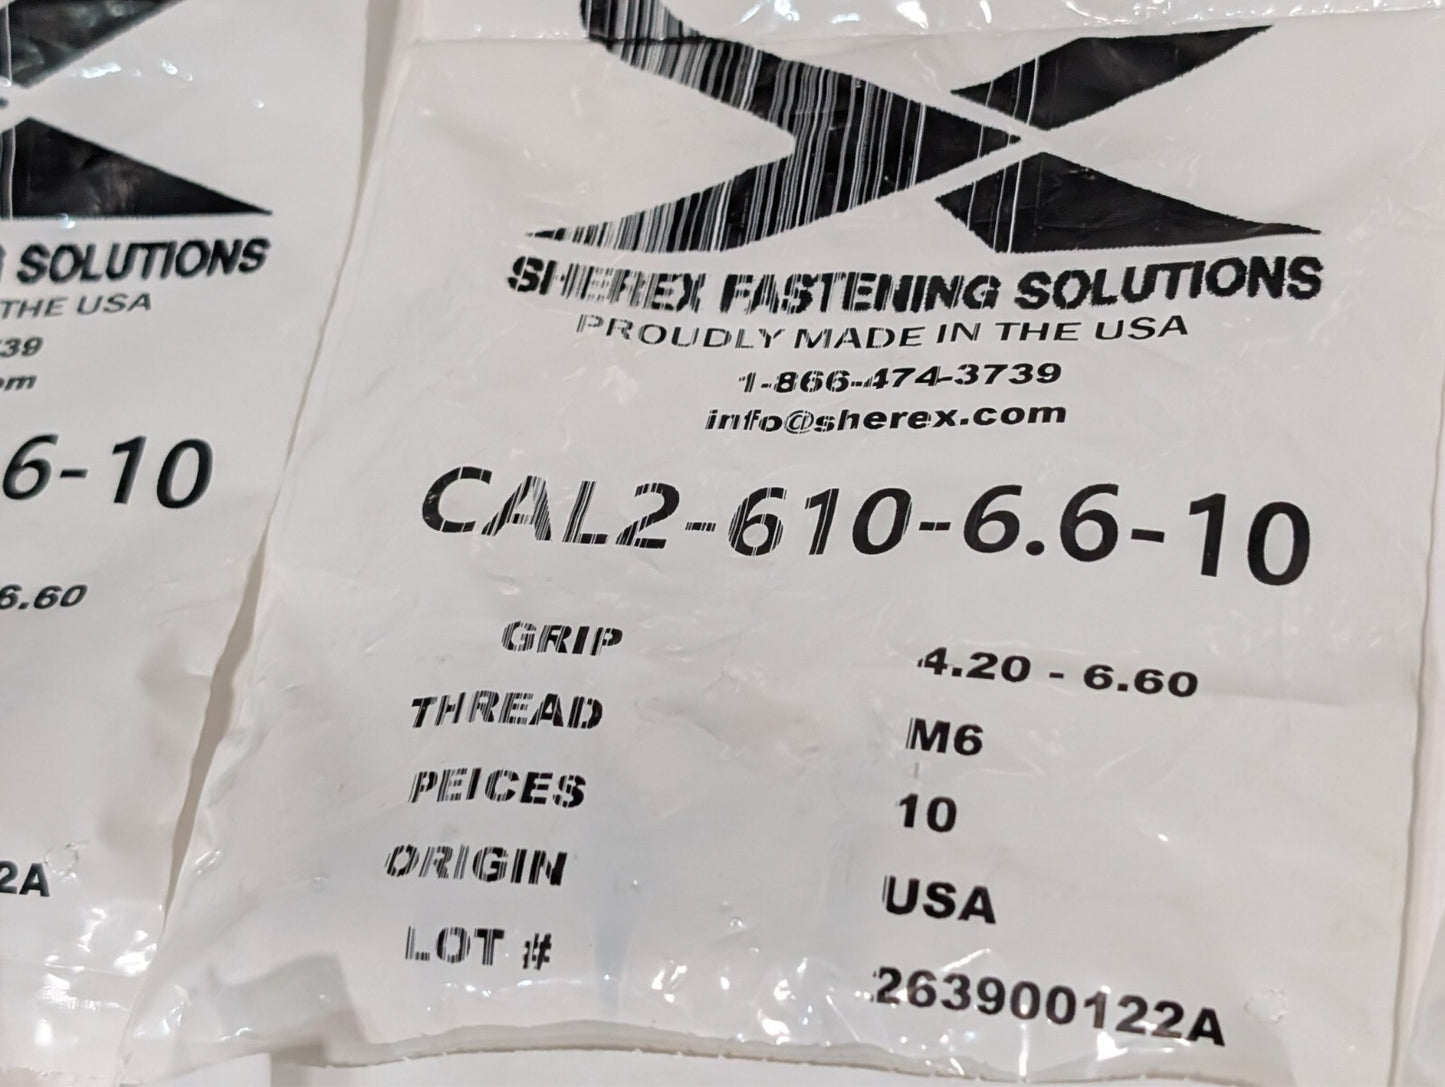 SOLUTIONS
THE USA
39
om
6-10
6.60
2A
SHEREX FASTENING SOLUTIONS
PROUDLY MADE IN THE USA
1-866-474-3739
info@sherex.com
CAL2-610-6.6-10
GRIP 4.20 - 6.60
THREAD M6
PEICES 10
ORIGIN USA
LOT # 263900122A